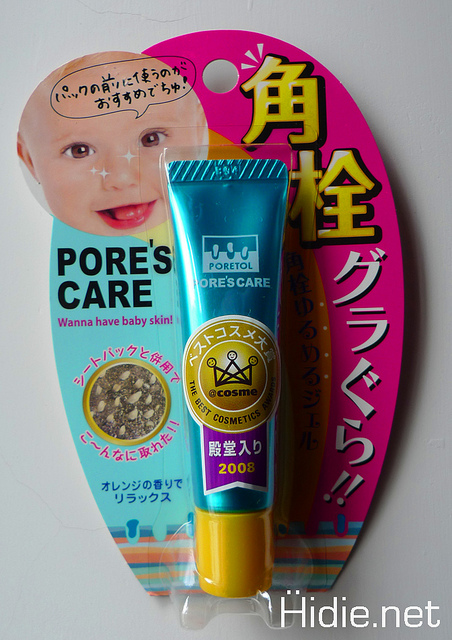 パックの前に使うのが
おすすめでちゅ!
角栓
グラぐら!!
角栓ゆるめるジェル
PORE'S
CARE
Wanna have baby skin!
PORETOL
PORE'S CARE
ベストコスメ大賞
@cosme
THE BEST COSMETICS AWARDS
殿堂入り
2008
シートパックと併用で
こ〜んなに取れた!!
オレンジの香りで
リラックス
Hidie.net